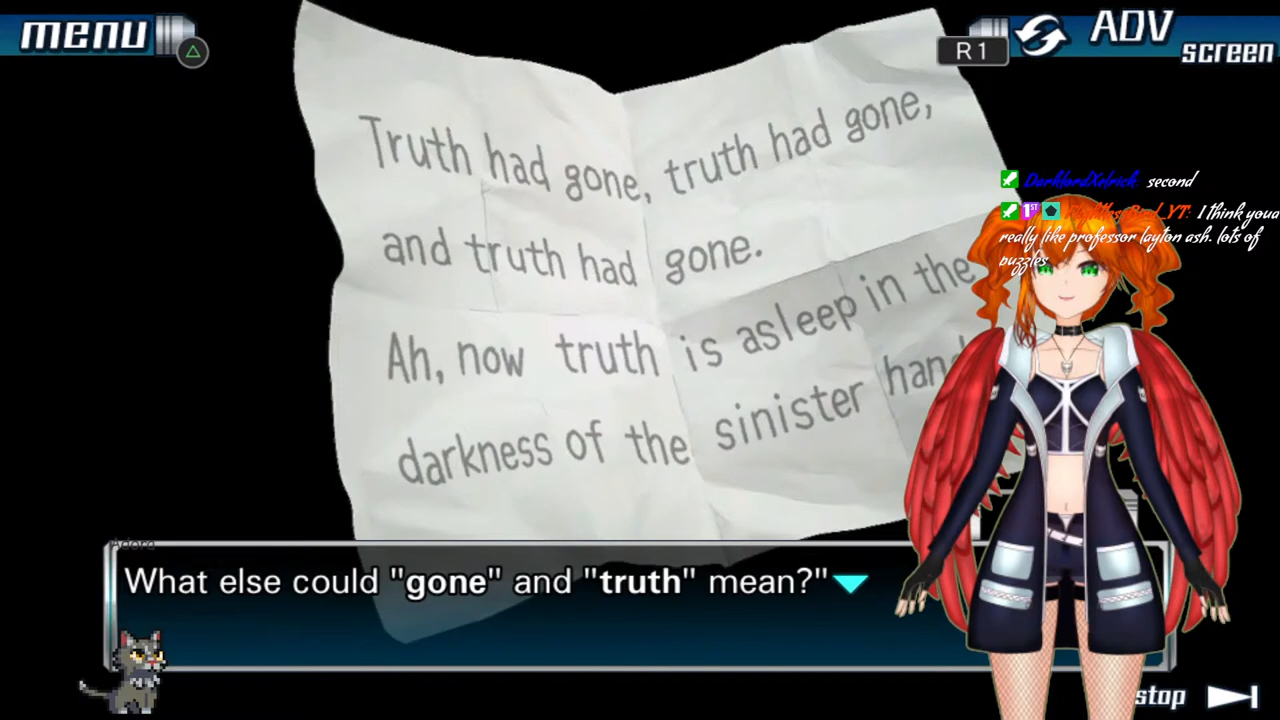 menu
R1
ADV
screen
Truth had gone, truth had gone,
and truth had gone.
Ah, now truth is asleep in the
darkness of the sinister hand
DarklordXelrick second
I think youd
really like professor layton ash. lots of
puzzles
Adora
What else could "gone" and "truth" mean?"
stop